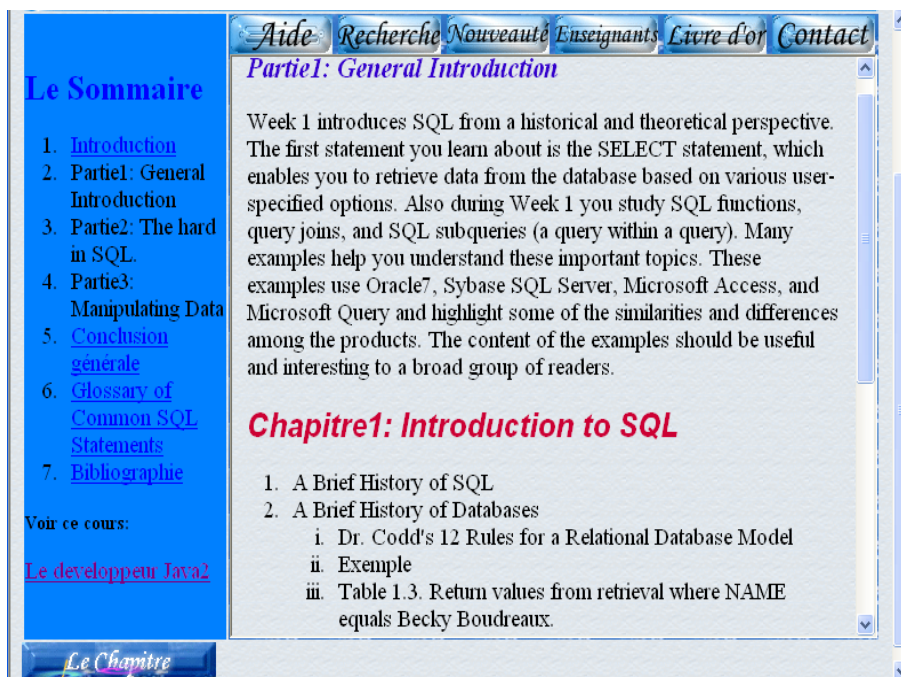 Aide Recherche Nouveauté Enseignants Livre d'or Contact
Le Sommaire
1. Introduction
2. Partie1: General
Introduction
3. Partie2: The hard
in SQL.
4. Partie3:
Manipulating Data
5. Conclusion
générale
6. Glossary of
Common SQL
Statements
7. Bibliographie
Voir ce cours:
Le developpeur Java2
Le Chapitre
Partie1: General Introduction
Week 1 introduces SQL from a historical and theoretical perspective.
The first statement you learn about is the SELECT statement, which
enables you to retrieve data from the database based on various user-
specified options. Also during Week 1 you study SQL functions,
query joins, and SQL subqueries (a query within a query). Many
examples help you understand these important topics. These
examples use Oracle7, Sybase SQL Server, Microsoft Access, and
Microsoft Query and highlight some of the similarities and differences
among the products. The content of the examples should be useful
and interesting to a broad group of readers.
Chapitre1: Introduction to SQL
1. A Brief History of SQL
2. A Brief History of Databases
i. Dr. Codd's 12 Rules for a Relational Database Model
ii. Exemple
iii. Table 1.3. Return values from retrieval where NAME
equals Becky Boudreaux.